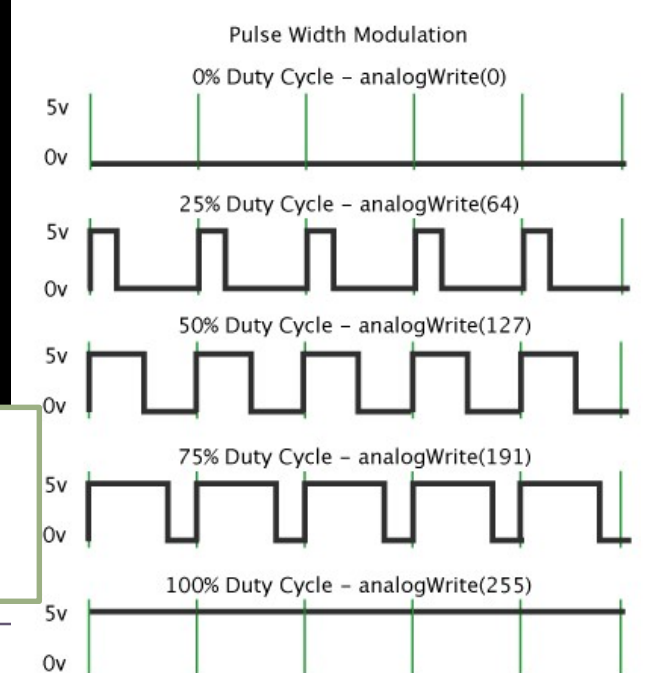 Pulse Width Modulation
0% Duty Cycle – analogWrite(0)
5v
0v
25% Duty Cycle – analogWrite(64)
5v
0v
50% Duty Cycle – analogWrite(127)
5v
0v
75% Duty Cycle – analogWrite(191)
5v
0v
100% Duty Cycle – analogWrite(255)
5v
0v